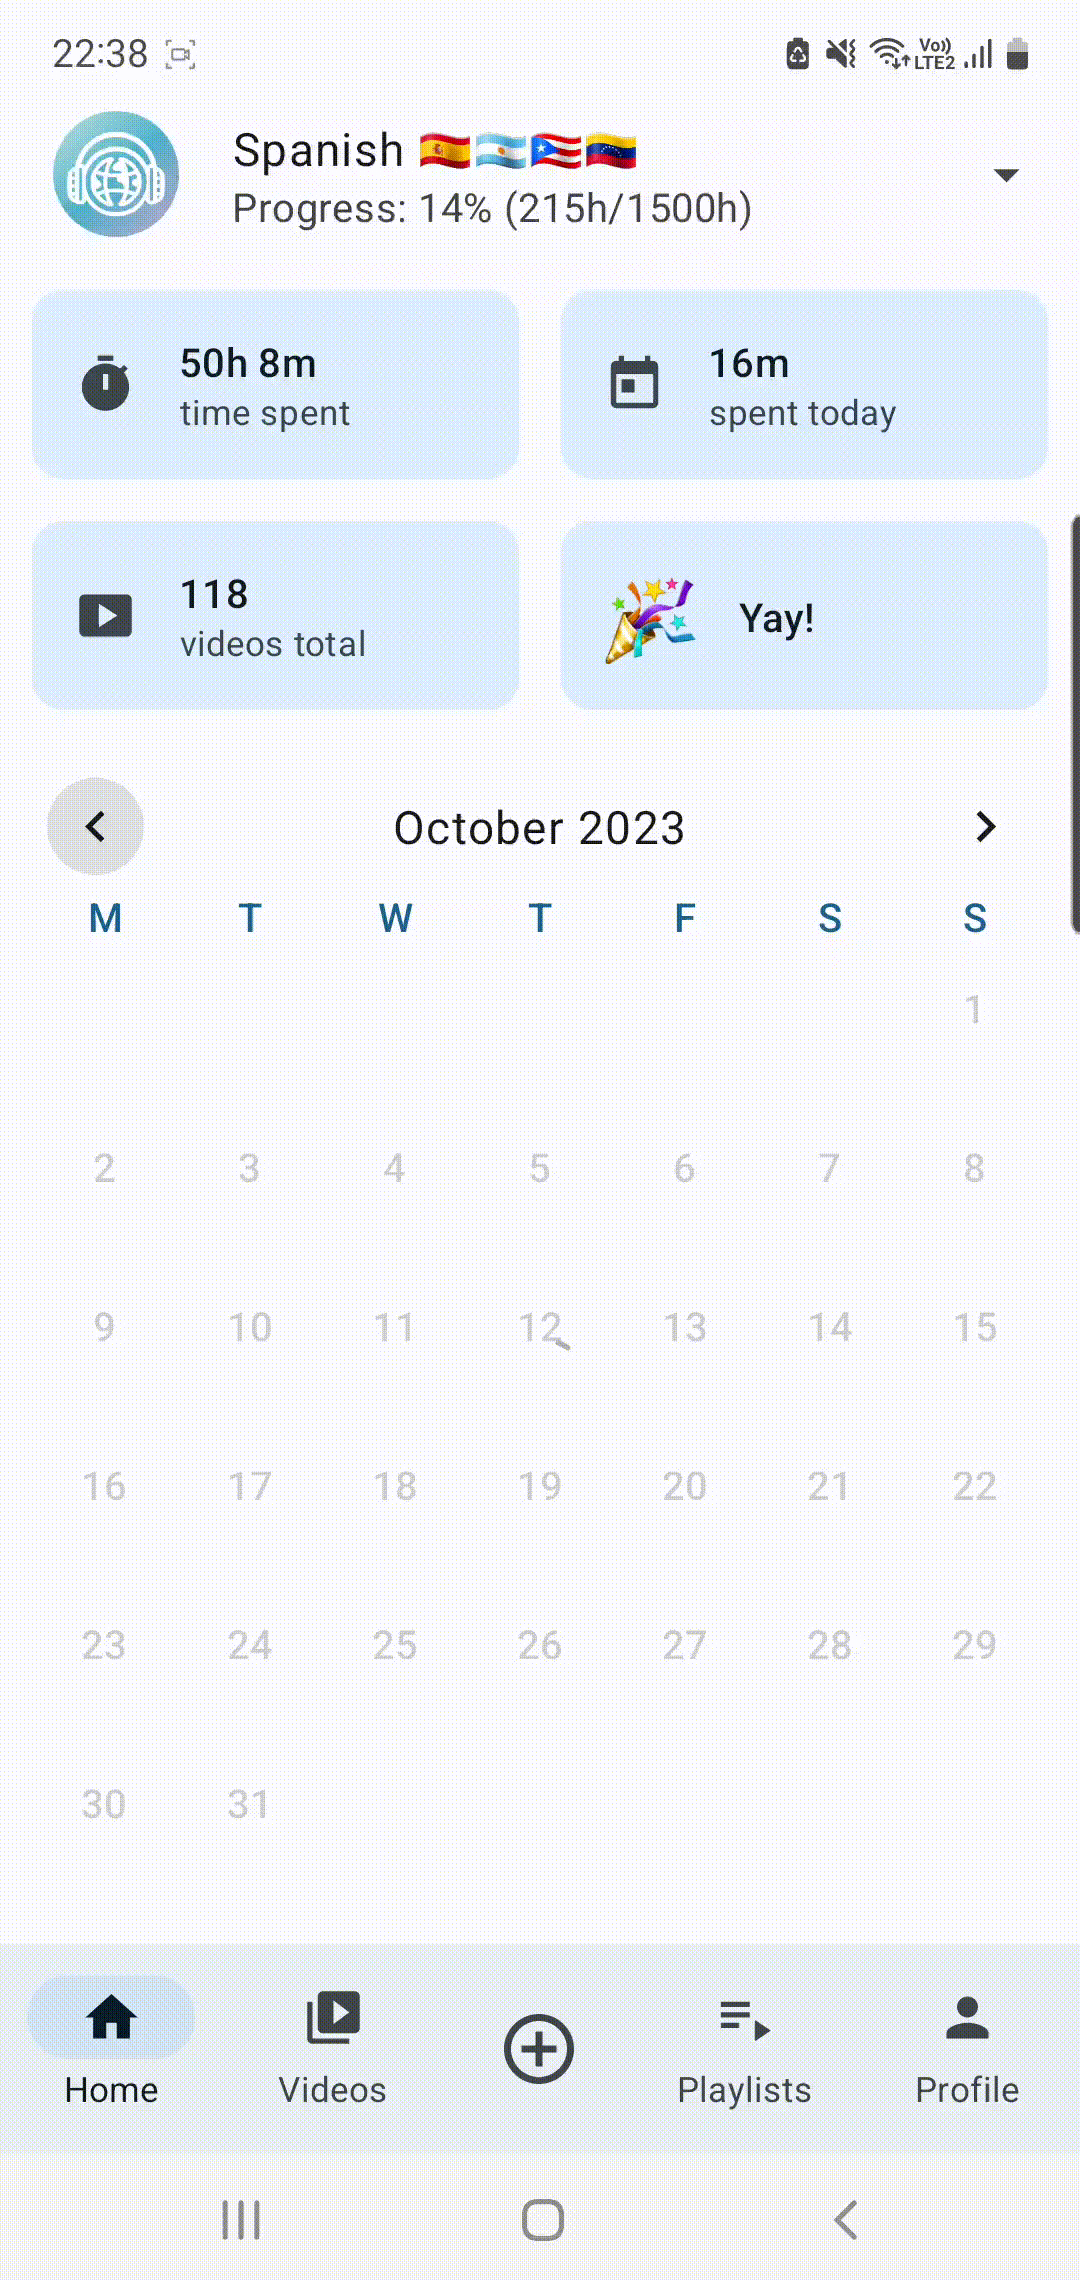 22:38 Vo)) LTE2
Spanish 🇪🇸🇦🇷🇵🇷🇻🇪
Progress: 14% (215h/1500h)
50h 8m
time spent
16m
spent today
118
videos total
Yay!
October 2023
M T W T F S S
1
2 3 4 5 6 7 8
9 10 11 12 13 14 15
16 17 18 19 20 21 22
23 24 25 26 27 28 29
30 31
Home Videos Playlists Profile